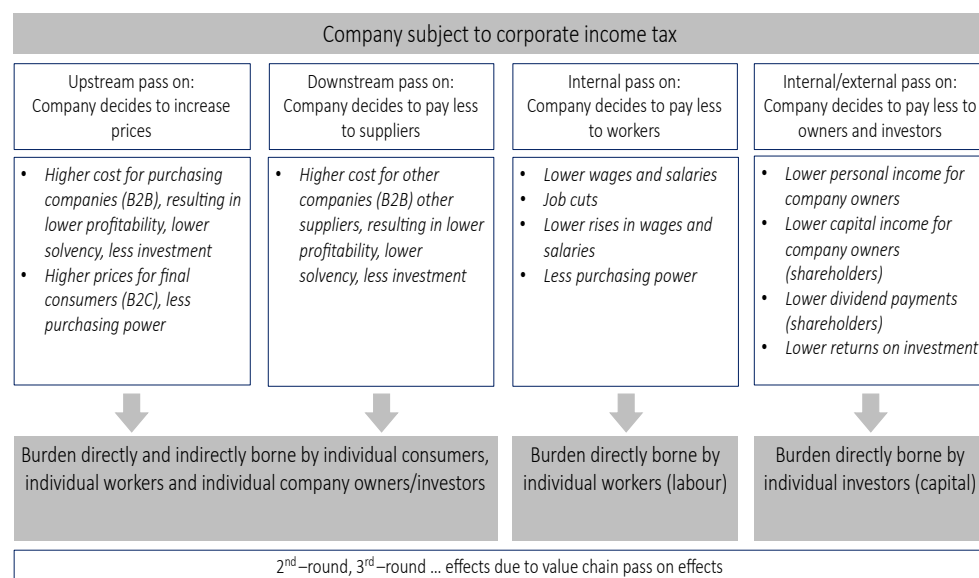 Company subject to corporate income tax
Upstream pass on:
Company decides to increase
prices
Downstream pass on:
Company decides to pay less
to suppliers
Internal pass on:
Company decides to pay less
to workers
Internal/external pass on:
Company decides to pay less to
owners and investors
• Higher cost for purchasing
companies (B2B), resulting in
lower profitability, lower
solvency, less investment
• Higher prices for final
consumers (B2C), less
purchasing power
• Higher cost for other
companies (B2B) other
suppliers, resulting in lower
profitability, lower
solvency, less investment
• Lower wages and salaries
• Job cuts
• Lower rises in wages and
salaries
• Less purchasing power
• Lower personal income for
company owners
• Lower capital income for
company owners
(shareholders)
• Lower dividend payments
(shareholders)
• Lower returns on investment
Burden directly and indirectly borne by individual consumers,
individual workers and individual company owners/investors
Burden directly borne by
individual workers (labour)
Burden directly borne by
individual investors (capital)
2nd–round, 3rd–round ... effects due to value chain pass on effects